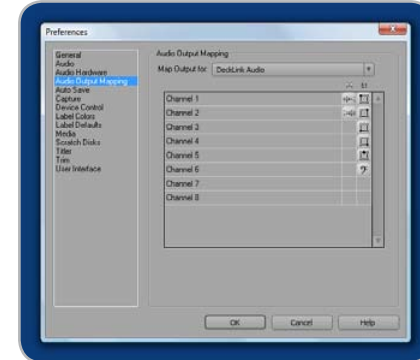 Preferences
General
Audio
Audio Hardware
Audio Output Mapping
Auto Save
Capture
Device Control
Label Colors
Label Defaults
Media
Scratch Disks
Titler
Trim
User Interface
Audio Output Mapping
Map Output for: DeckLink Audio
Channel 1
Channel 2
Channel 3
Channel 4
Channel 5
Channel 6
Channel 7
Channel 8
OK Cancel Help